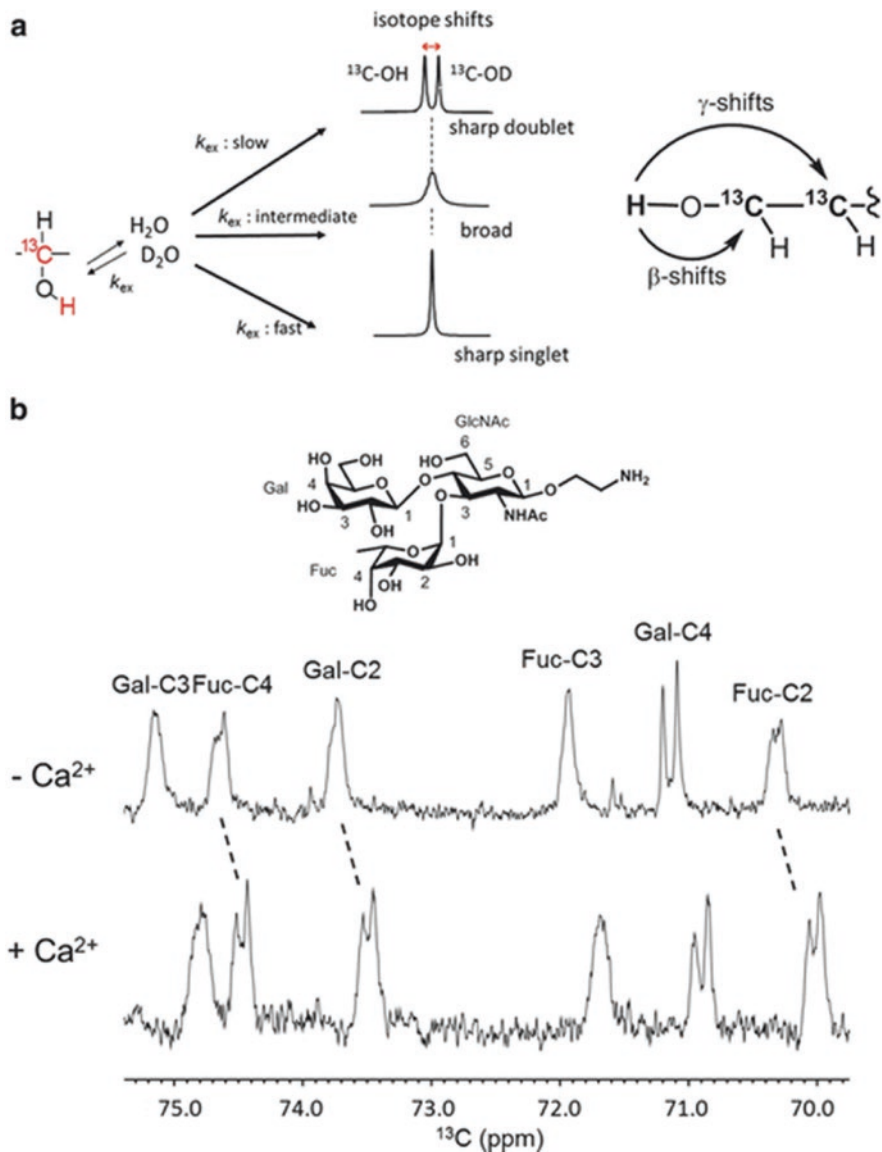 a
isotope shifts
¹³C-OH ¹³C-OD
sharp doublet
kex : slow
γ-shifts
H
-¹³C-
O H
H₂O
D₂O
kex
kex : intermediate
broad
H-O-¹³C-¹³C-
H H
β-shifts
kex : fast
sharp singlet
b
GlcNAc
6
HO OH HO 5 NH₂
Gal 4 O O O 1 O
HO 3 1 O 3 NHAc
OH 1
Fuc O OH
4 OH 2
HO
Gal-C4
Gal-C3 Fuc-C4 Gal-C2 Fuc-C3 Fuc-C2
- Ca²⁺
+ Ca²⁺
75.0 74.0 73.0 72.0 71.0 70.0
¹³C (ppm)